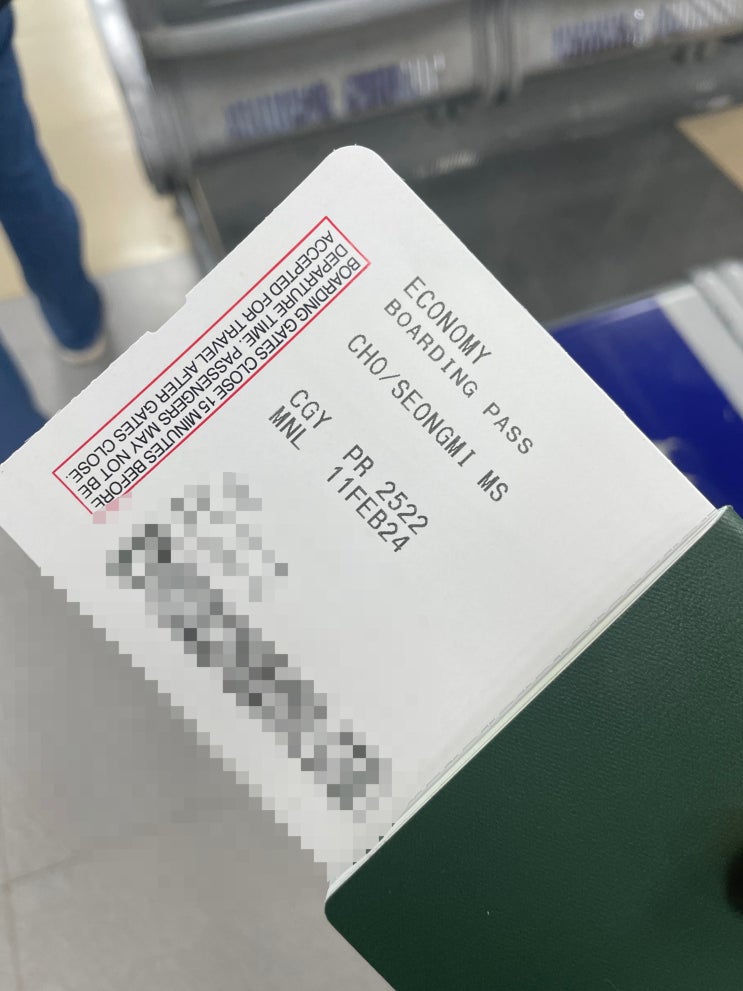 BOARDING GATES CLOSE 15 MINUTES BEFORE
DEPARTURE TIME. PASSENGERS MAY NOT BE
ACCEPTED FOR TRAVEL AFTER GATES CLOSE.
ECONOMY
BOARDING PASS
CHO/SEONGMI MS
CGY PR 2522
MNL 11FEB24